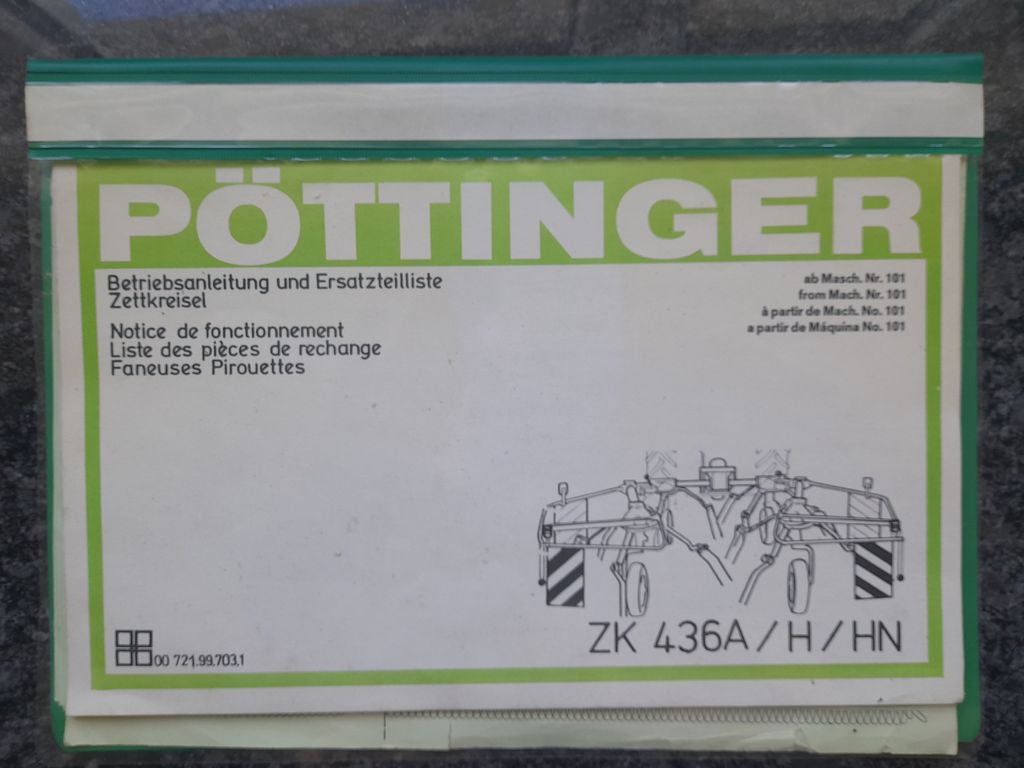 PÖTTINGER
Betriebsanleitung und Ersatzteilliste
Zettkreisel
Notice de fonctionnement
Liste des pièces de rechange
Faneuses Pirouettes
ab Masch. Nr. 101
from Mach. Nr. 101
à partir de Mach. No. 101
a partir de Máquina No. 101
ZK 436A / H / HN
00 721.99.703.1